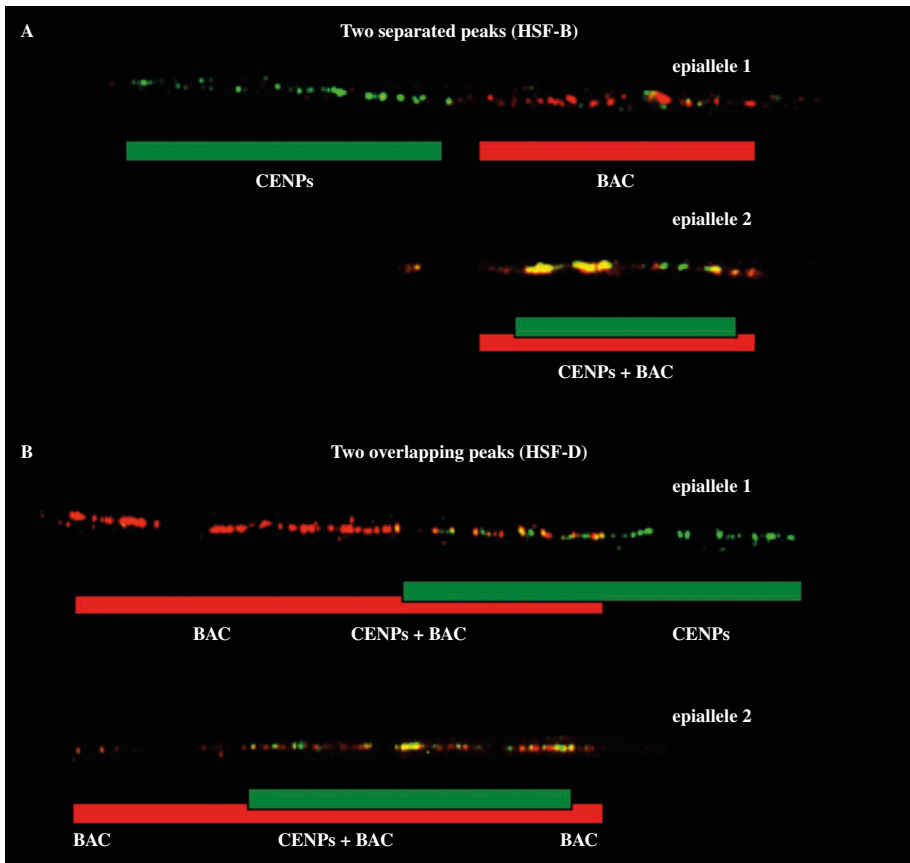 A
Two separated peaks (HSF-B)
epiallele 1
CENPs
BAC
epiallele 2
CENPs + BAC
B
Two overlapping peaks (HSF-D)
epiallele 1
BAC
CENPs + BAC
CENPs
epiallele 2
BAC
CENPs + BAC
BAC